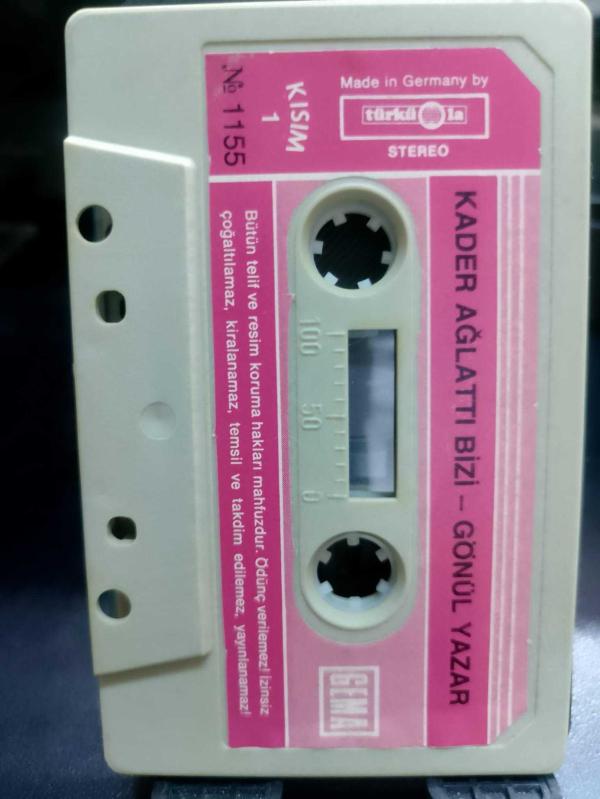 Made in Germany by
türküola
STEREO
KISIM
1
№ 1155
KADER AĞLATTI BİZİ – GÖNÜL YAZAR
100 50 0
GEMA
Bütün telif ve resim koruma hakları mahfuzdur. Ödünç verilemez! İzinsiz
çoğaltılamaz, kiralanamaz, temsil ve takdim edilemez, yayınlanamaz!